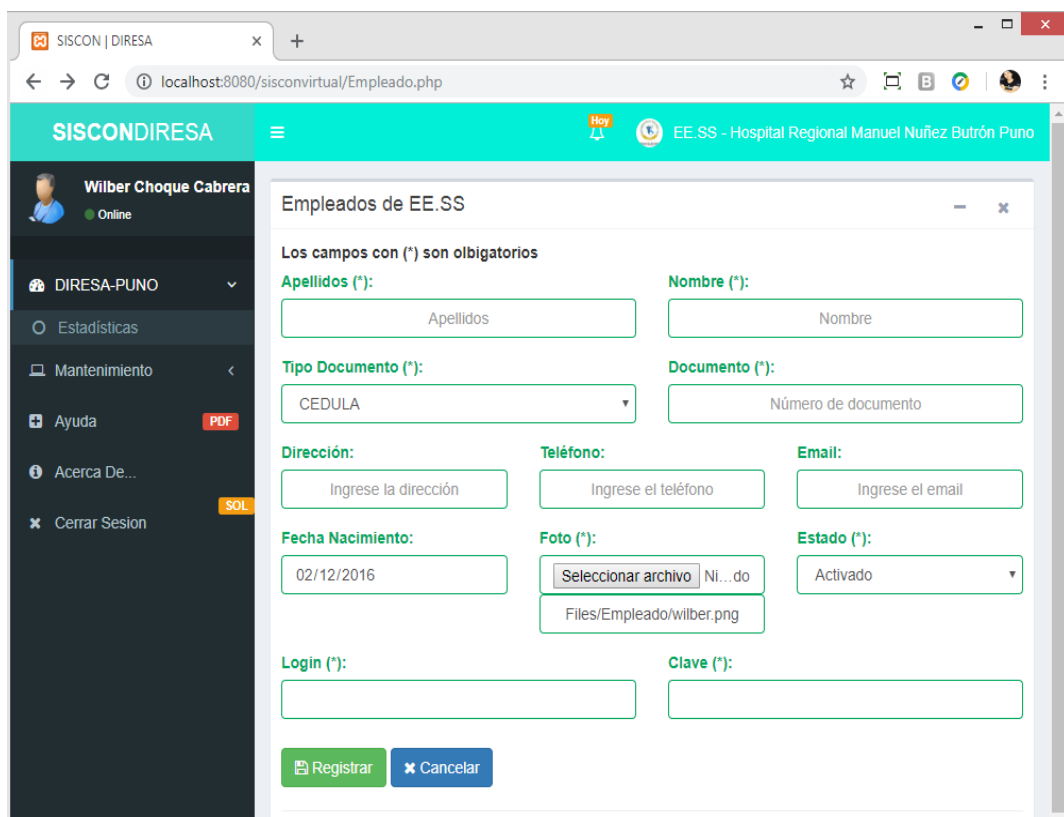 SISCON | DIRESA
localhost:8080/sisconvirtual/Empleado.php
SISCONDIRESA
Hoy
EE.SS - Hospital Regional Manuel Nuñez Butrón Puno
Wilber Choque Cabrera
Online
DIRESA-PUNO
Estadísticas
Mantenimiento
Ayuda PDF
Acerca De...
SOL
Cerrar Sesion
Empleados de EE.SS
Los campos con (*) son olbigatorios
Apellidos (*): Nombre (*):
Apellidos Nombre
Tipo Documento (*): Documento (*):
CEDULA Número de documento
Dirección: Teléfono: Email:
Ingrese la dirección Ingrese el teléfono Ingrese el email
Fecha Nacimiento: Foto (*): Estado (*):
02/12/2016 Seleccionar archivo Ni...do Activado
Files/Empleado/wilber.png
Login (*): Clave (*):
Registrar Cancelar